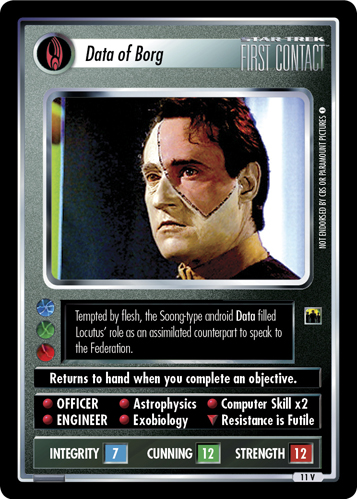 Data of Borg
STAR TREK
FIRST CONTACT
NOT ENDORSED BY CBS OR PARAMOUNT PICTURES
Tempted by flesh, the Soong-type android Data filled
Locutus' role as an assimilated counterpart to speak to
the Federation.
Returns to hand when you complete an objective.
OFFICER Astrophysics Computer Skill x2
ENGINEER Exobiology Resistance is Futile
INTEGRITY 7 CUNNING 12 STRENGTH 12
11 V